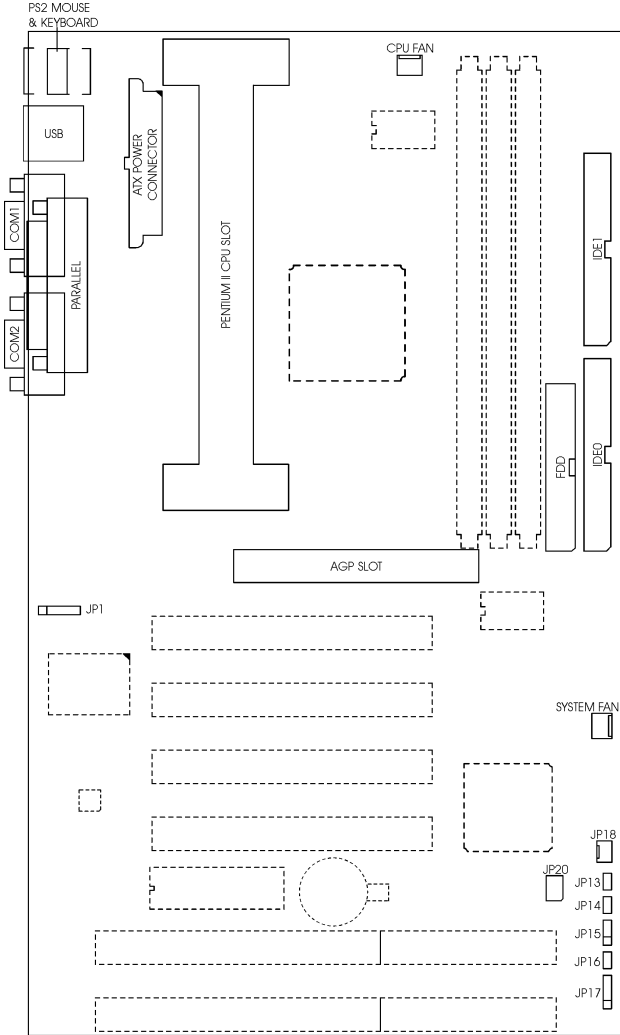 PS2 MOUSE
& KEYBOARD
CPU FAN
USB
ATX POWER
CONNECTOR
COM1
PARALLEL
COM2
PENTIUM II CPU SLOT
IDE1
FDD
IDE0
AGP SLOT
JP1
SYSTEM FAN
JP18
JP20
JP13
JP14
JP15
JP16
JP17